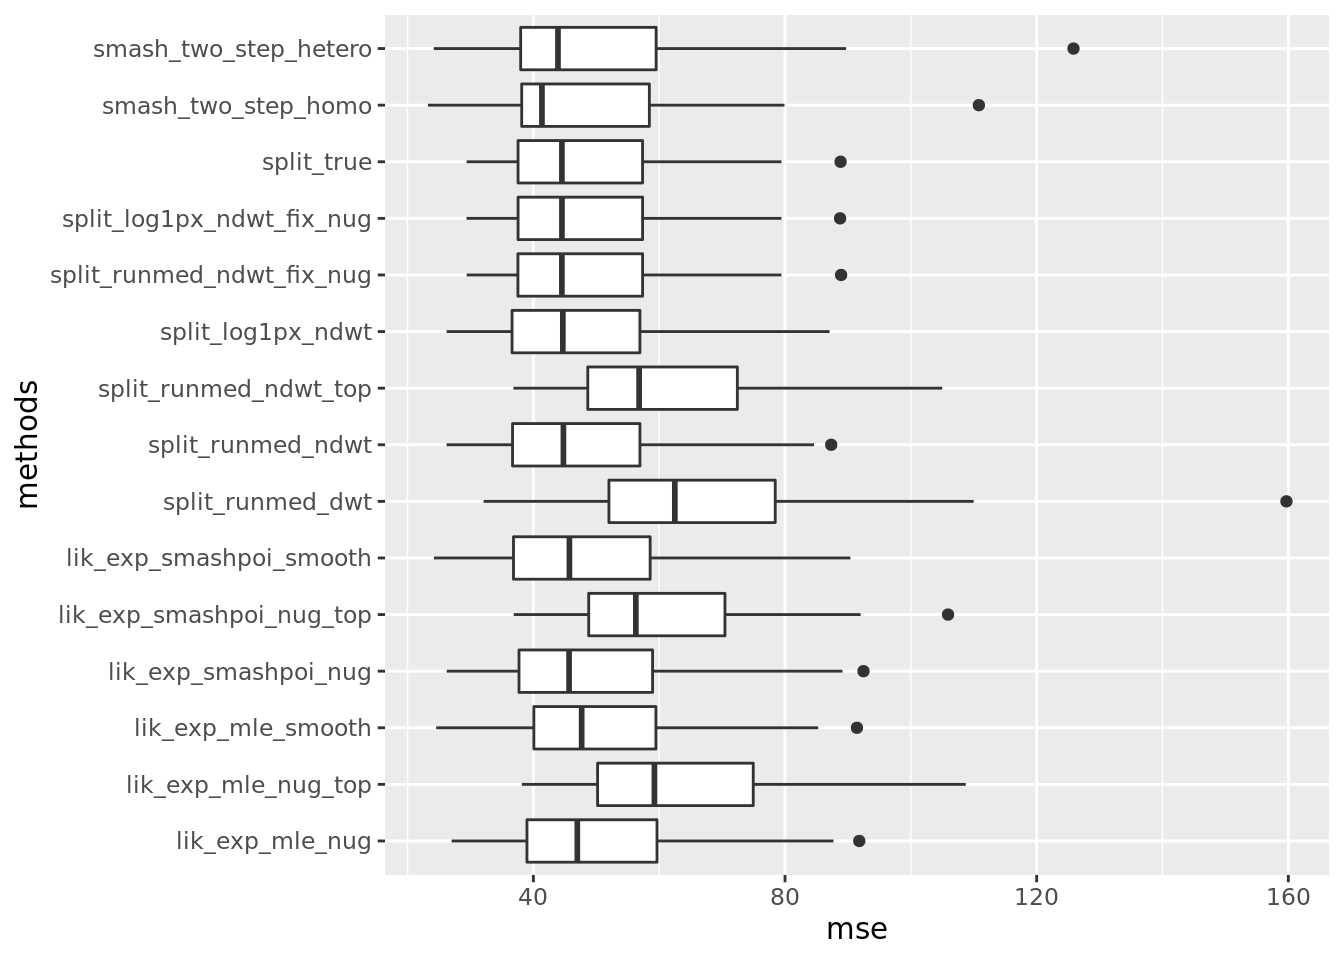 smash_two_step_hetero
smash_two_step_homo
split_true
split_log1px_ndwt_fix_nug
split_runmed_ndwt_fix_nug
split_log1px_ndwt
split_runmed_ndwt_top
split_runmed_ndwt
split_runmed_dwt
lik_exp_smashpoi_smooth
lik_exp_smashpoi_nug_top
lik_exp_smashpoi_nug
lik_exp_mle_smooth
lik_exp_mle_nug_top
lik_exp_mle_nug
methods
40 80 120 160
mse